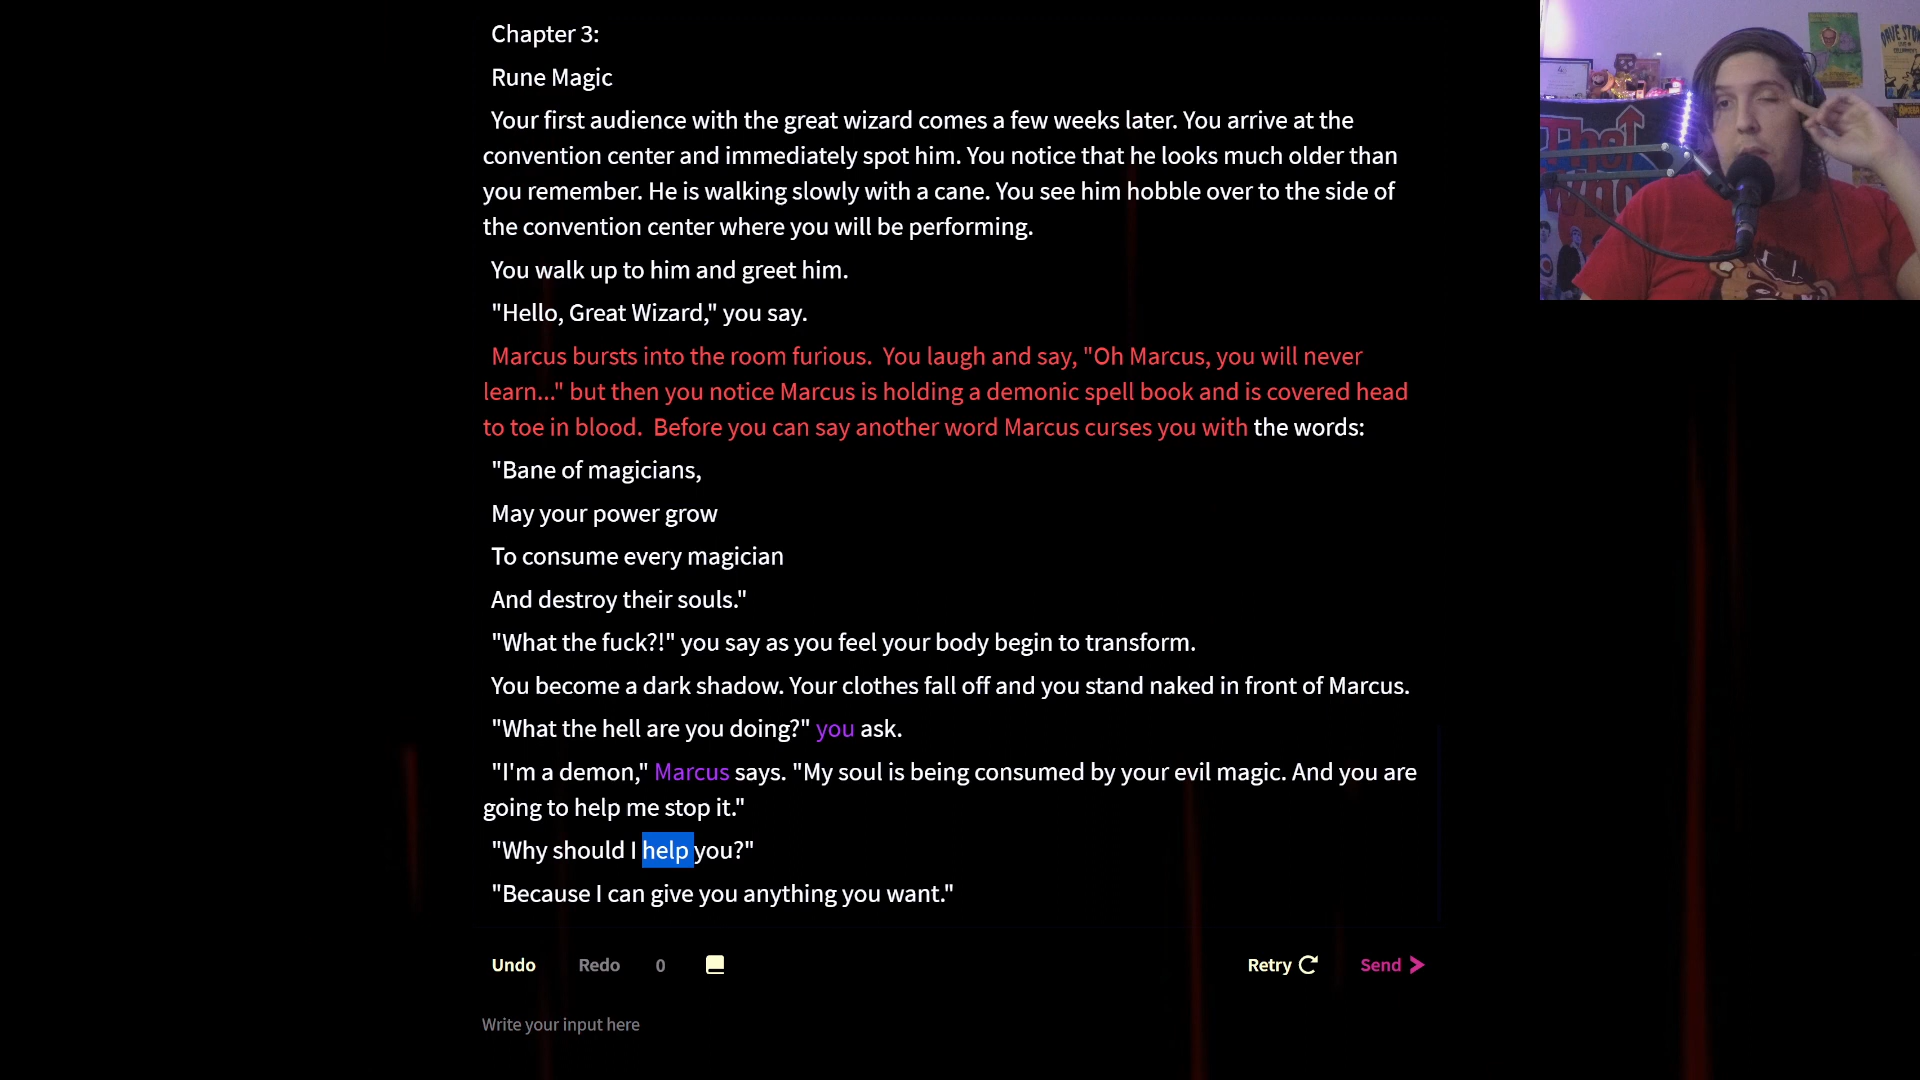 Chapter 3:
Rune Magic
Your first audience with the great wizard comes a few weeks later. You arrive at the
convention center and immediately spot him. You notice that he looks much older than
you remember. He is walking slowly with a cane. You see him hobble over to the side of
the convention center where you will be performing.
You walk up to him and greet him.
"Hello, Great Wizard," you say.
Marcus bursts into the room furious.  You laugh and say, "Oh Marcus, you will never
learn..." but then you notice Marcus is holding a demonic spell book and is covered head
to toe in blood.  Before you can say another word Marcus curses you with the words:
"Bane of magicians,
May your power grow
To consume every magician
And destroy their souls."
"What the fuck?!" you say as you feel your body begin to transform.
You become a dark shadow. Your clothes fall off and you stand naked in front of Marcus.
"What the hell are you doing?" you ask.
"I'm a demon," Marcus says. "My soul is being consumed by your evil magic. And you are
going to help me stop it."
"Why should I help you?"
"Because I can give you anything you want."
Undo Redo 0 Retry Send
Write your input here
The
Who
DAVE STO